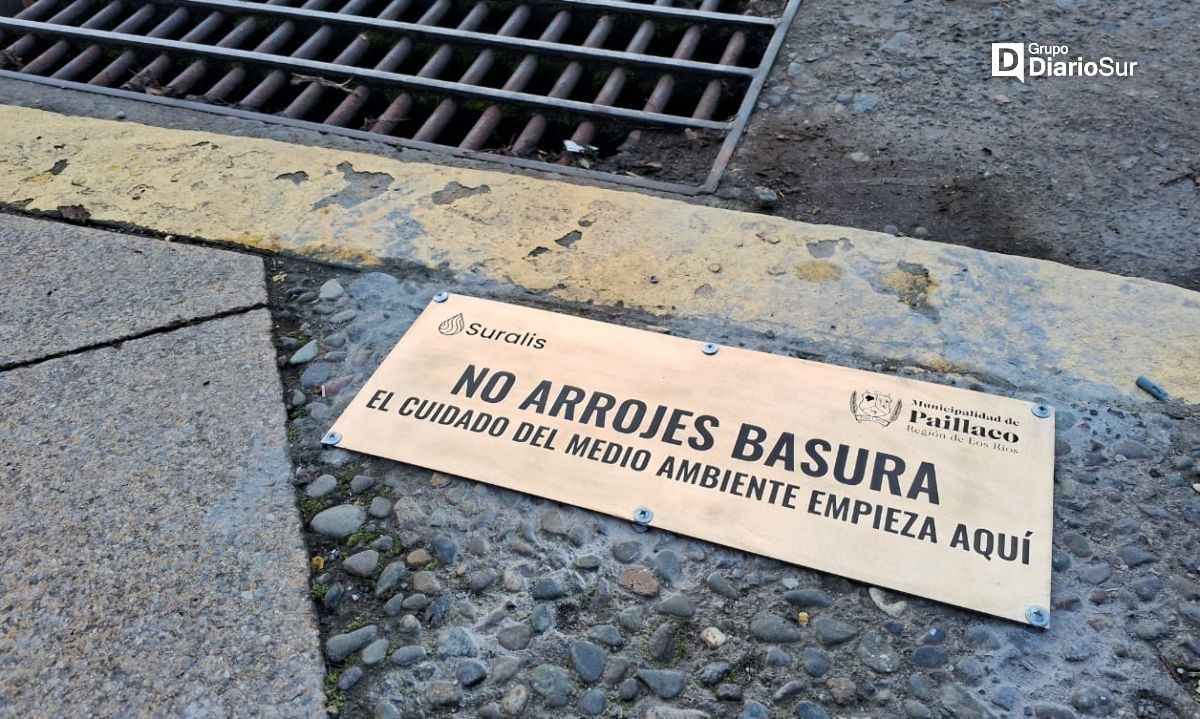 Grupo
DiarioSur
Suralis
Municipalidad de
Paillaco
Región de Los Ríos
NO ARROJES BASURA
EL CUIDADO DEL MEDIO AMBIENTE EMPIEZA AQUÍ